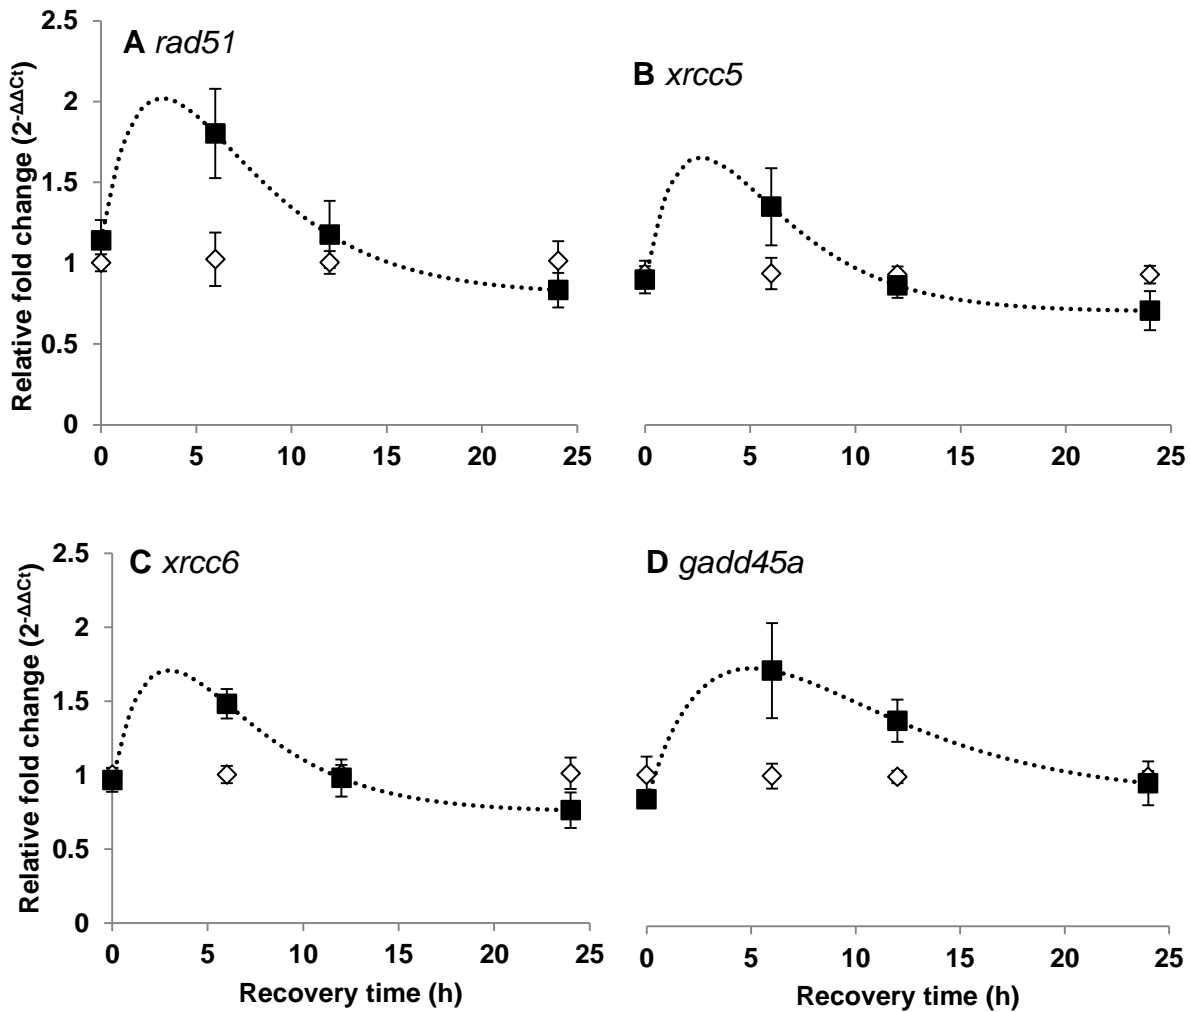 A rad51
Relative fold change (2-ΔΔCt)
2.5
2
1.5
1
0.5
0
0 5 10 15 20 25
B xrcc5
0 5 10 15 20 25
C xrcc6
Relative fold change (2-ΔΔCt)
2.5
2
1.5
1
0.5
0
0 5 10 15 20 25
Recovery time (h)
D gadd45a
0 5 10 15 20 25
Recovery time (h)